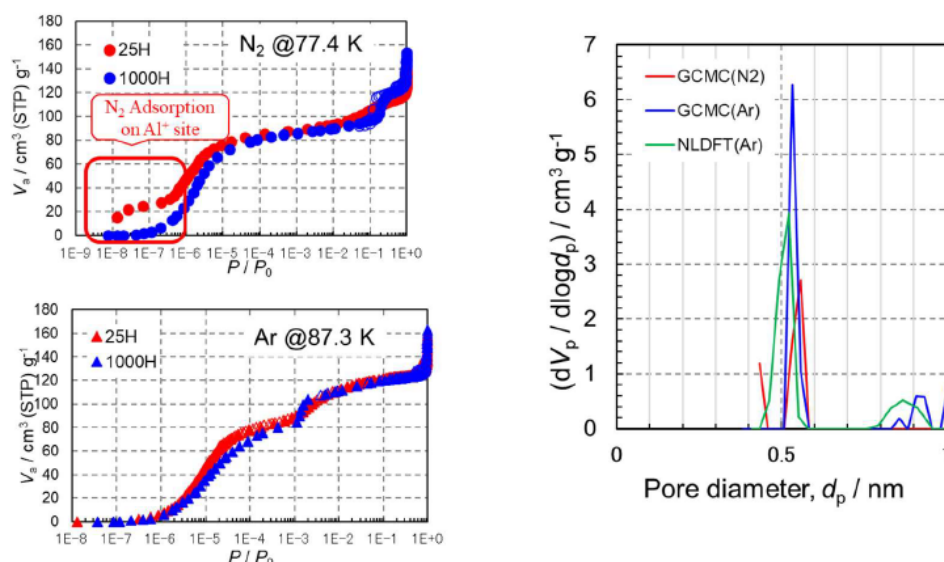 180
160
140
120
100
80
60
40
20
0
Va / cm³ (STP) g⁻¹
25H
1000H
N₂ @77.4 K
N₂ Adsorption
on Al⁺ site
1E-9 1E-8 1E-7 1E-6 1E-5 1E-4 1E-3 1E-2 1E-1 1E+0
P / P₀
180
160
140
120
100
80
60
40
20
0
Va / cm³ (STP) g⁻¹
25H
1000H
Ar @87.3 K
1E-8 1E-7 1E-6 1E-5 1E-4 1E-3 1E-2 1E-1 1E+0
P / P₀
7
6
5
4
3
2
1
0
(dVp / dlogdp) / cm³ g⁻¹
GCMC(N2)
GCMC(Ar)
NLDFT(Ar)
0 0.5
Pore diameter, dp / nm